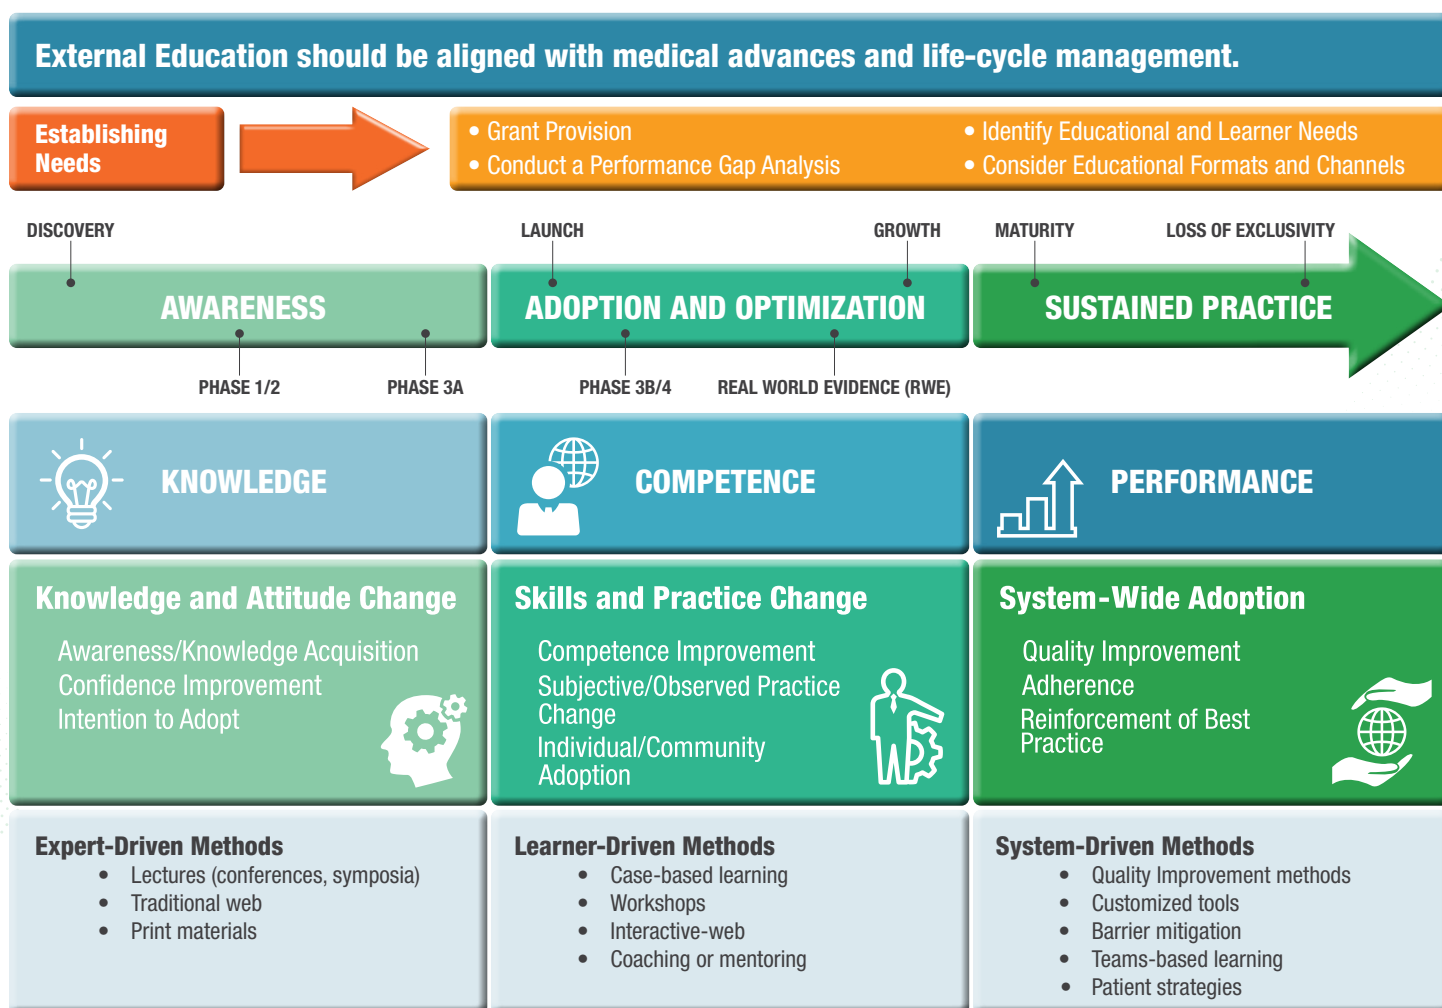 External Education should be aligned with medical advances and life-cycle management.
Establishing
Needs
• Grant Provision
• Conduct a Performance Gap Analysis
• Identify Educational and Learner Needs
• Consider Educational Formats and Channels
DISCOVERY
LAUNCH
GROWTH
MATURITY
LOSS OF EXCLUSIVITY
AWARENESS
ADOPTION AND OPTIMIZATION
SUSTAINED PRACTICE
PHASE 1/2
PHASE 3A
PHASE 3B/4
REAL WORLD EVIDENCE (RWE)
KNOWLEDGE
COMPETENCE
PERFORMANCE
Knowledge and Attitude Change
Awareness/Knowledge Acquisition
Confidence Improvement
Intention to Adopt
Skills and Practice Change
Competence Improvement
Subjective/Observed Practice
Change
Individual/Community
Adoption
System-Wide Adoption
Quality Improvement
Adherence
Reinforcement of Best
Practice
Expert-Driven Methods
• Lectures (conferences, symposia)
• Traditional web
• Print materials
Learner-Driven Methods
• Case-based learning
• Workshops
• Interactive-web
• Coaching or mentoring
System-Driven Methods
• Quality Improvement methods
• Customized tools
• Barrier mitigation
• Teams-based learning
• Patient strategies